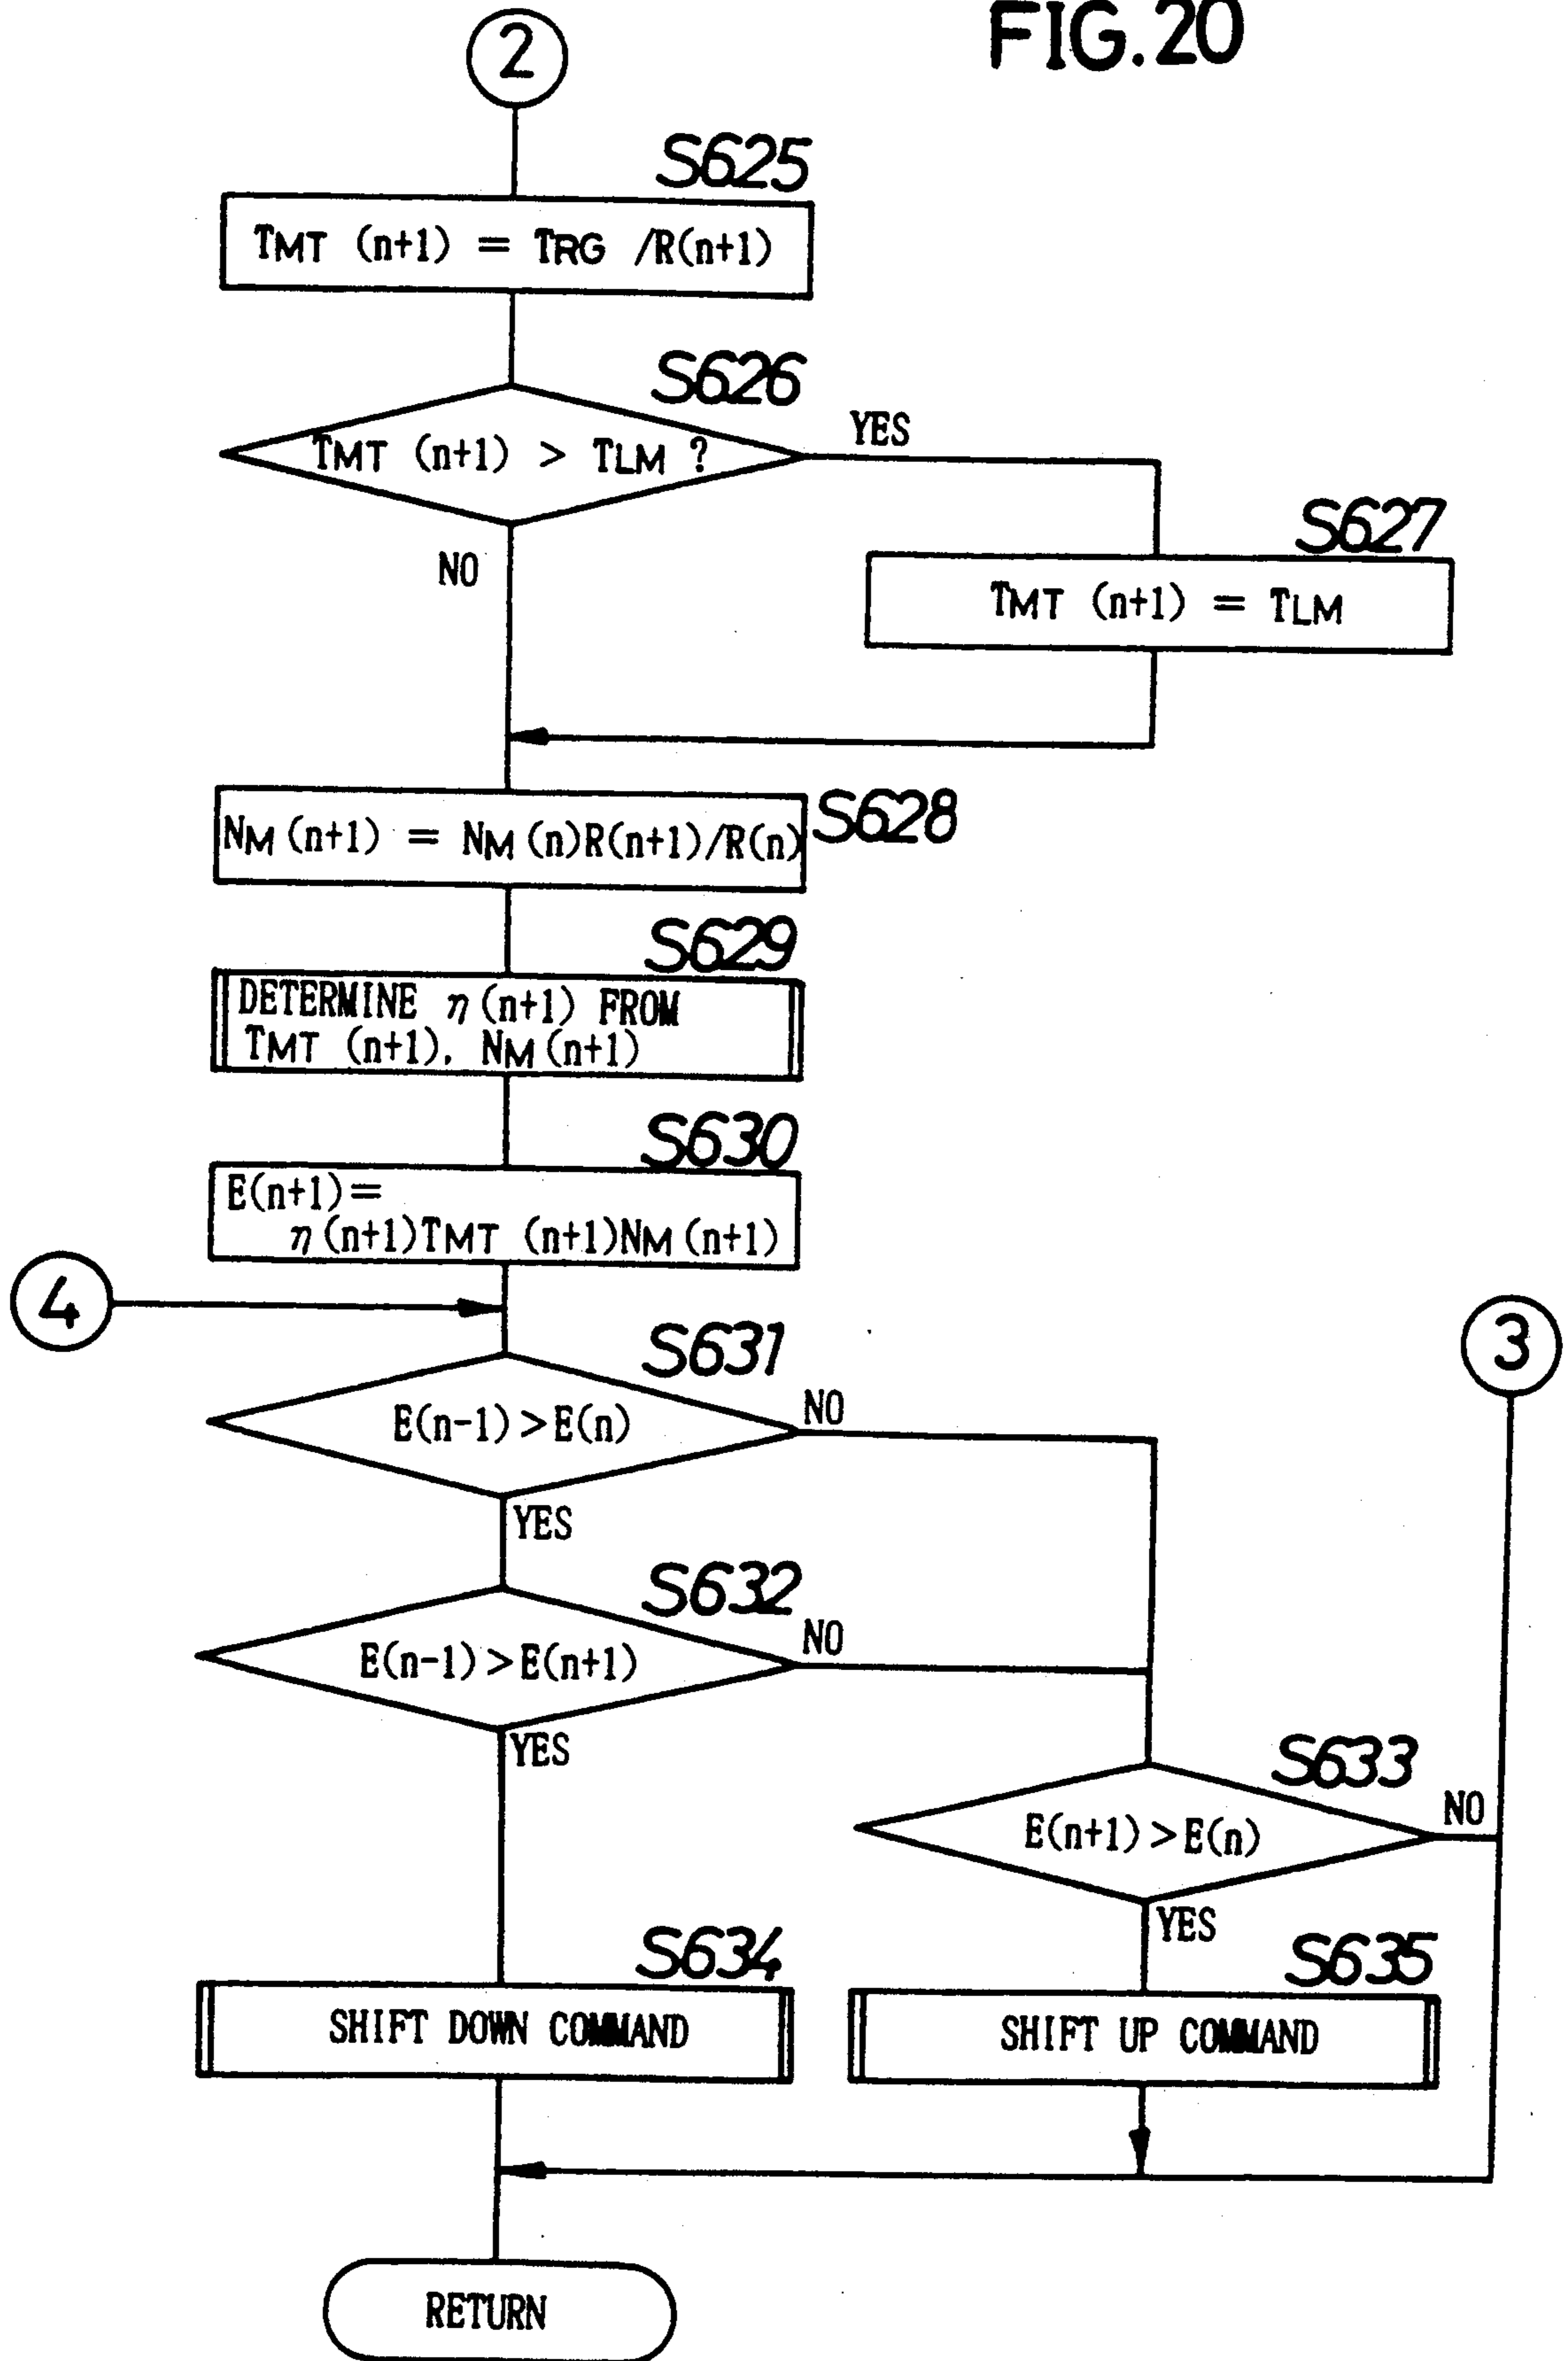 FIG.20
2
S625
TMT (n+1) = TRG /R(n+1)
S626
TMT (n+1) > TLM ?
YES
NO
S627
TMT (n+1) = TLM
NM(n+1) = NM(n)R(n+1)/R(n)
S628
S629
DETERMINE η(n+1) FROM
TMT (n+1), NM(n+1)
S630
E(n+1)=
η(n+1)TMT (n+1)NM(n+1)
4
3
S631
E(n-1)>E(n)
NO
YES
S632
E(n-1)>E(n+1)
NO
YES
S633
E(n+1)>E(n)
NO
YES
S634
SHIFT DOWN COMMAND
S635
SHIFT UP COMMAND
RETURN